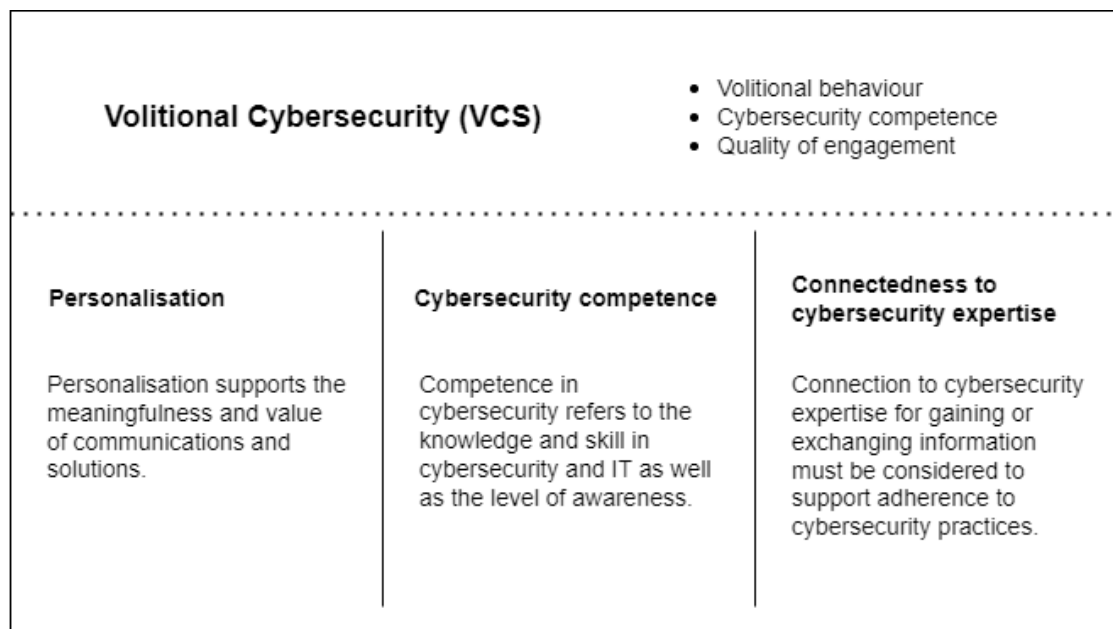 Volitional Cybersecurity (VCS)
• Volitional behaviour
• Cybersecurity competence
• Quality of engagement
Personalisation
Personalisation supports the
meaningfulness and value
of communications and
solutions.
Cybersecurity competence
Competence in
cybersecurity refers to the
knowledge and skill in
cybersecurity and IT as well
as the level of awareness.
Connectedness to
cybersecurity expertise
Connection to cybersecurity
expertise for gaining or
exchanging information
must be considered to
support adherence to
cybersecurity practices.